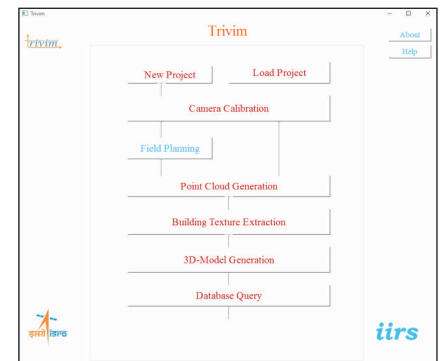 Trivim
Trivim
trivim
About
Help
New Project
Load Project
Camera Calibration
Field Planning
Point Cloud Generation
Building Texture Extraction
3D-Model Generation
Database Query
इसरो isro
iirs